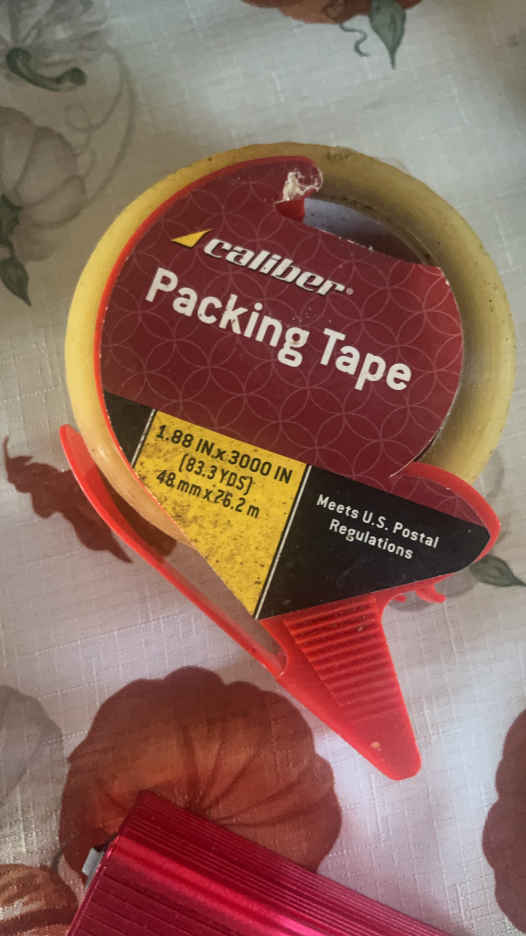 caliber®
Packing Tape
1.88 IN x 3000 IN
(83.3 YDS)
48 mm x 76.2 m
Meets U.S. Postal
Regulations